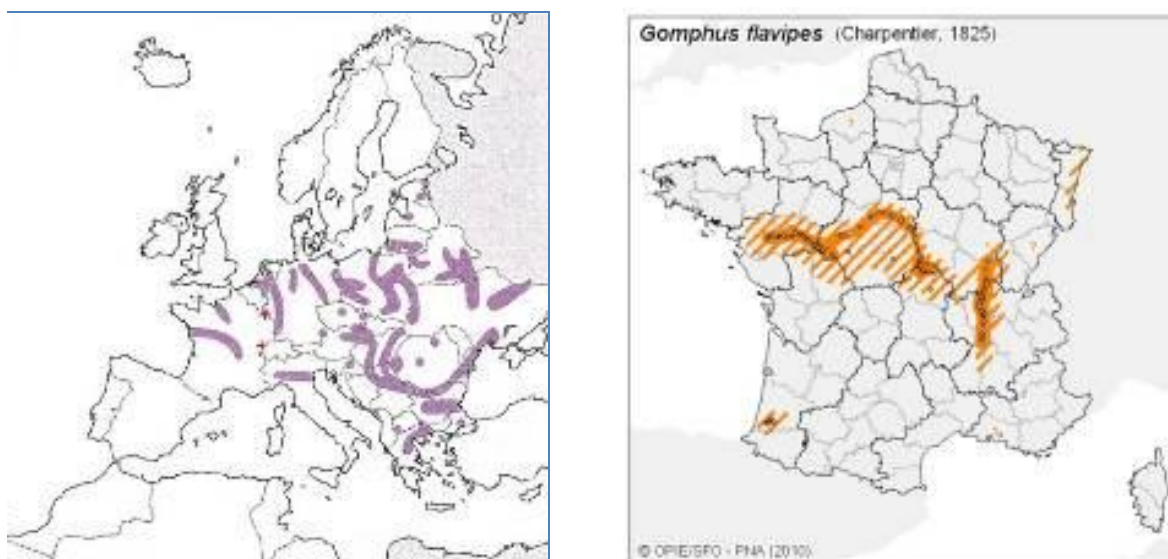 Gomphus flavipes (Charpentier, 1825)
© OPIE/SFO - PNA (2010)